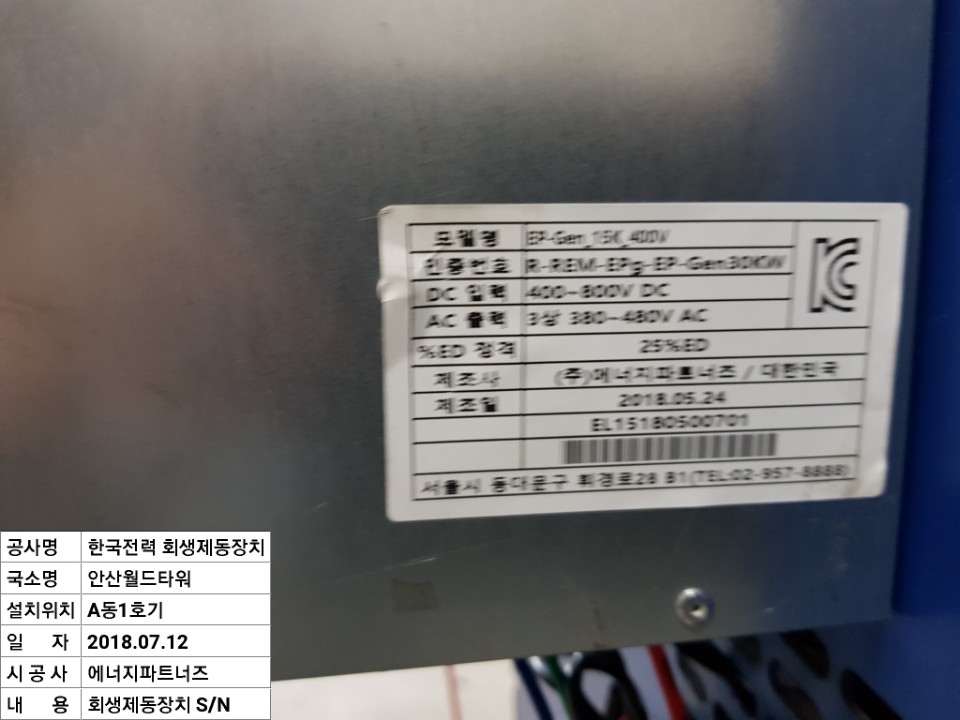 모델명 EP-Gen_15K_400V
인증번호 R-REM-EPg-EP-Gen30KW
DC 입력 400~800V DC
AC 출력 3상 380~480V AC
%ED 정격 25%ED
제조사 (주)에너지파트너즈 / 대한민국
제조일 2018.05.24
EL15180500701
서울시 동대문구 휘경로28 B1(TEL:02-957-8888)
공사명 한국전력 회생제동장치
국소명 안산월드타워
설치위치 A동1호기
일 자 2018.07.12
시 공 사 에너지파트너즈
내 용 회생제동장치 S/N